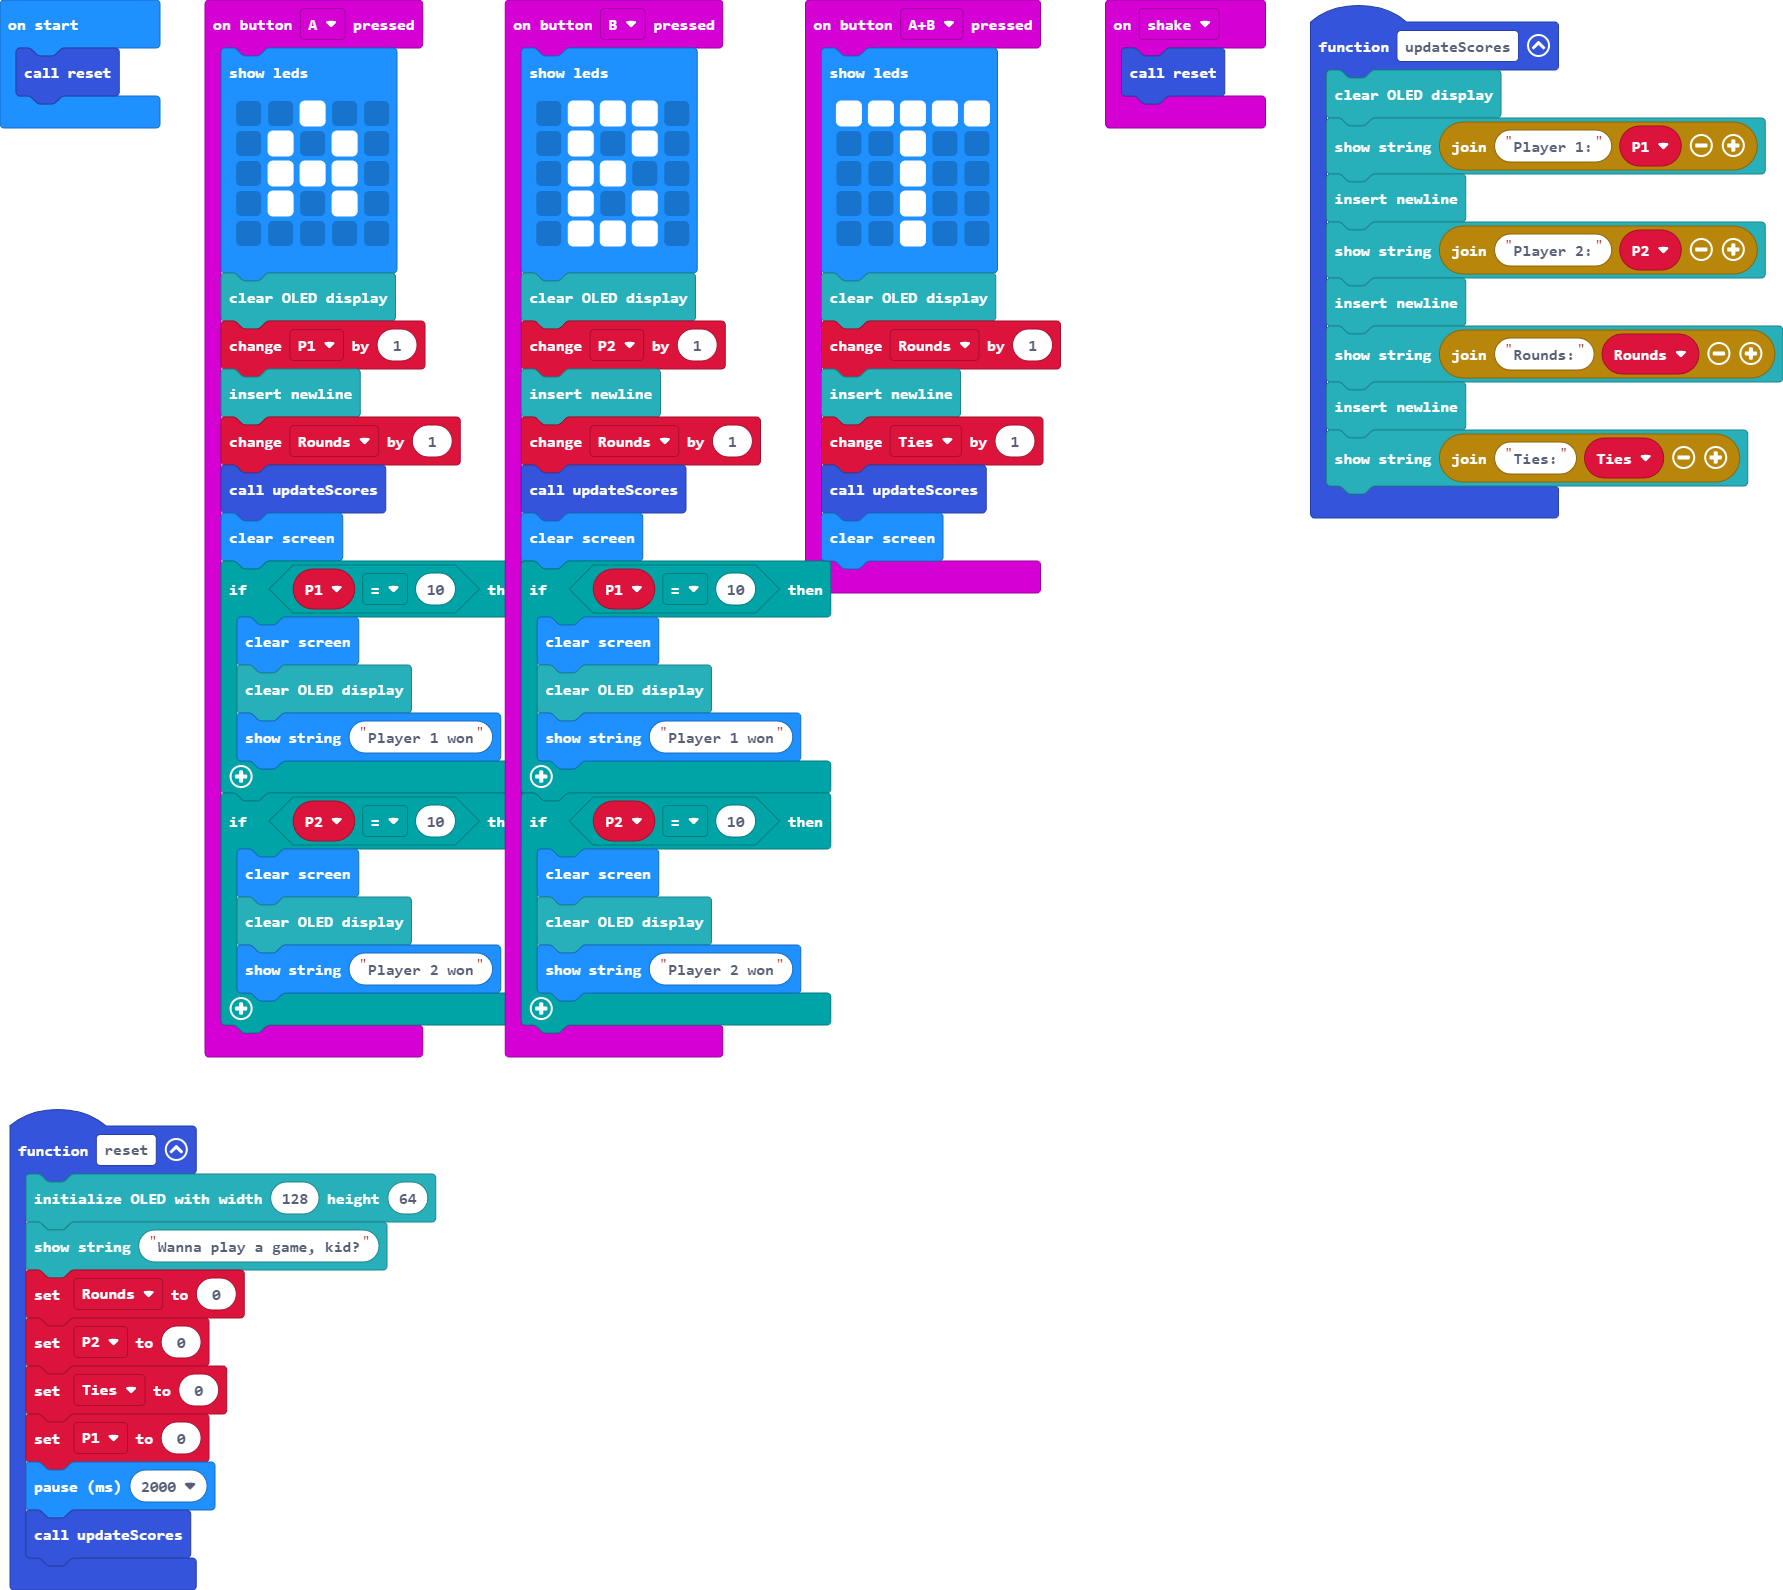 on start
call reset
on button A pressed
show leds
clear OLED display
change P1 by 1
insert newline
change Rounds by 1
call updateScores
clear screen
if P1 = 10 th
clear screen
clear OLED display
show string "Player 1 won"
if P2 = 10 th
clear screen
clear OLED display
show string "Player 2 won"
on button B pressed
show leds
clear OLED display
change P2 by 1
insert newline
change Rounds by 1
call updateScores
clear screen
if P1 = 10 then
clear screen
clear OLED display
show string "Player 1 won"
if P2 = 10 then
clear screen
clear OLED display
show string "Player 2 won"
on button A+B pressed
show leds
clear OLED display
change Rounds by 1
insert newline
change Ties by 1
call updateScores
clear screen
on shake
call reset
function updateScores
clear OLED display
show string join "Player 1:" P1
insert newline
show string join "Player 2:" P2
insert newline
show string join "Rounds:" Rounds
insert newline
show string join "Ties:" Ties
function reset
initialize OLED with width 128 height 64
show string "Wanna play a game, kid?"
set Rounds to 0
set P2 to 0
set Ties to 0
set P1 to 0
pause (ms) 2000
call updateScores